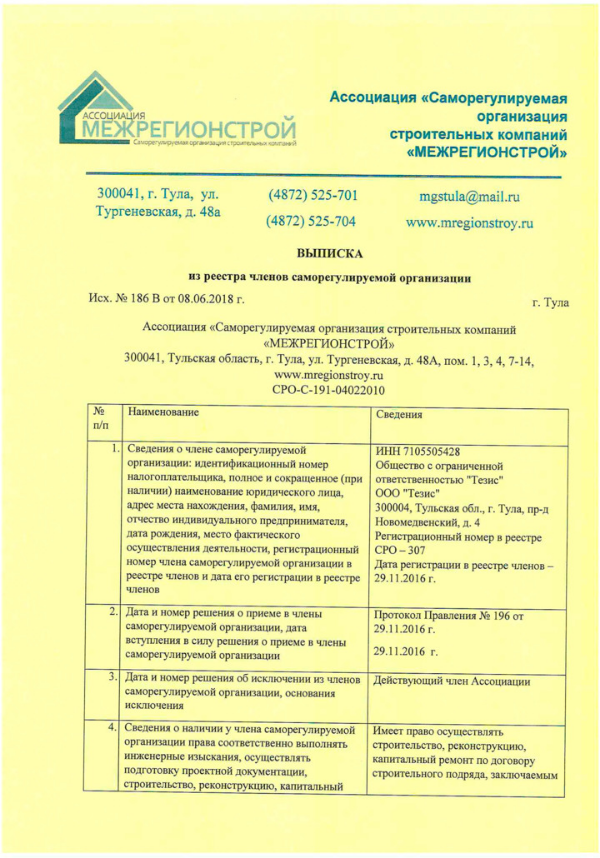 АССОЦИАЦИЯ
МЕЖРЕГИОНСТРОЙ
Саморегулируемая организация строительных компаний
Ассоциация «Саморегулируемая
организация
строительных компаний
«МЕЖРЕГИОНСТРОЙ»
300041, г. Тула, ул.
Тургеневская, д. 48а
(4872) 525-701
(4872) 525-704
mgstula@mail.ru
www.mregionstroy.ru
ВЫПИСКА
из реестра членов саморегулируемой организации
Исх. № 186 В от 08.06.2018 г.
г. Тула
Ассоциация «Саморегулируемая организация строительных компаний
«МЕЖРЕГИОНСТРОЙ»
300041, Тульская область, г. Тула, ул. Тургеневская, д. 48А, пом. 1, 3, 4, 7-14,
www.mregionstroy.ru
СРО-С-191-04022010
№
п/п
Наименование
Сведения
1.
Сведения о члене саморегулируемой
организации: идентификационный номер
налогоплательщика, полное и сокращенное (при
наличии) наименование юридического лица,
адрес места нахождения, фамилия, имя,
отчество индивидуального предпринимателя,
дата рождения, место фактического
осуществления деятельности, регистрационный
номер члена саморегулируемой организации в
реестре членов и дата его регистрации в реестре
членов
ИНН 7105505428
Общество с ограниченной
ответственностью "Тезис"
ООО "Тезис"
300004, Тульская обл., г. Тула, пр-д
Новомедвенский, д. 4
Регистрационный номер в реестре
СРО – 307
Дата регистрации в реестре членов –
29.11.2016 г.
2.
Дата и номер решения о приеме в члены
саморегулируемой организации, дата
вступления в силу решения о приеме в члены
саморегулируемой организации
Протокол Правления № 196 от
29.11.2016 г.
29.11.2016 г.
3.
Дата и номер решения об исключении из членов
саморегулируемой организации, основания
исключения
Действующий член Ассоциации
4.
Сведения о наличии у члена саморегулируемой
организации права соответственно выполнять
инженерные изыскания, осуществлять
подготовку проектной документации,
строительство, реконструкцию, капитальный
Имеет право осуществлять
строительство, реконструкцию,
капитальный ремонт по договору
строительного подряда, заключаемым